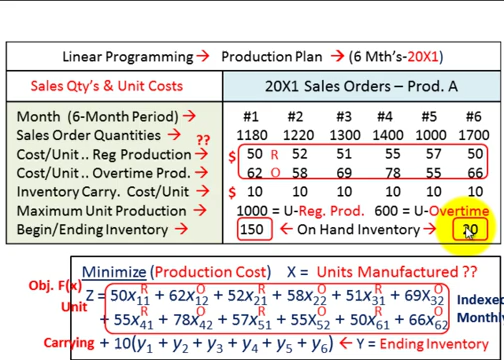 Linear Programming → Production Plan → (6 Mth's-20X1)
Sales Qty's & Unit Costs 20X1 Sales Orders – Prod. A
Month (6-Month Period) → #1 #2 #3 #4 #5 #6
Sales Order Quantities → ?? 1180 1220 1300 1400 1000 1700
Cost/Unit.. Reg Production → $ 50 R 52 51 55 57 50
Cost/Unit.. Overtime Prod. → 62 O 58 69 78 55 66
Inventory Carry. Cost/Unit → $ 10 10 10 10 10 10
Maximum Unit Production → 1000 = U-Reg. Prod. 600 = U-Overtime
Begin/Ending Inventory → 150 ← On Hand Inventory → 20
Minimize (Production Cost) X = Units Manufactured ??
Obj. F(x) Z = 50x₁₁ᴿ + 62x₁₂ᴼ + 52x₂₁ᴿ + 58x₂₂ᴼ + 51x₃₁ᴿ + 69X₃₂ᴼ Indexed
Unit + 55x₄₁ᴿ + 78X₄₂ᴼ + 57x₅₁ᴿ + 55X₅₂ᴼ + 50x₆₁ᴿ + 66x₆₂ᴼ Monthly
Carrying → + 10(y₁ + y₂ + y₃ + y₄ + y₅ + y₆) ← Y = Ending Inventory